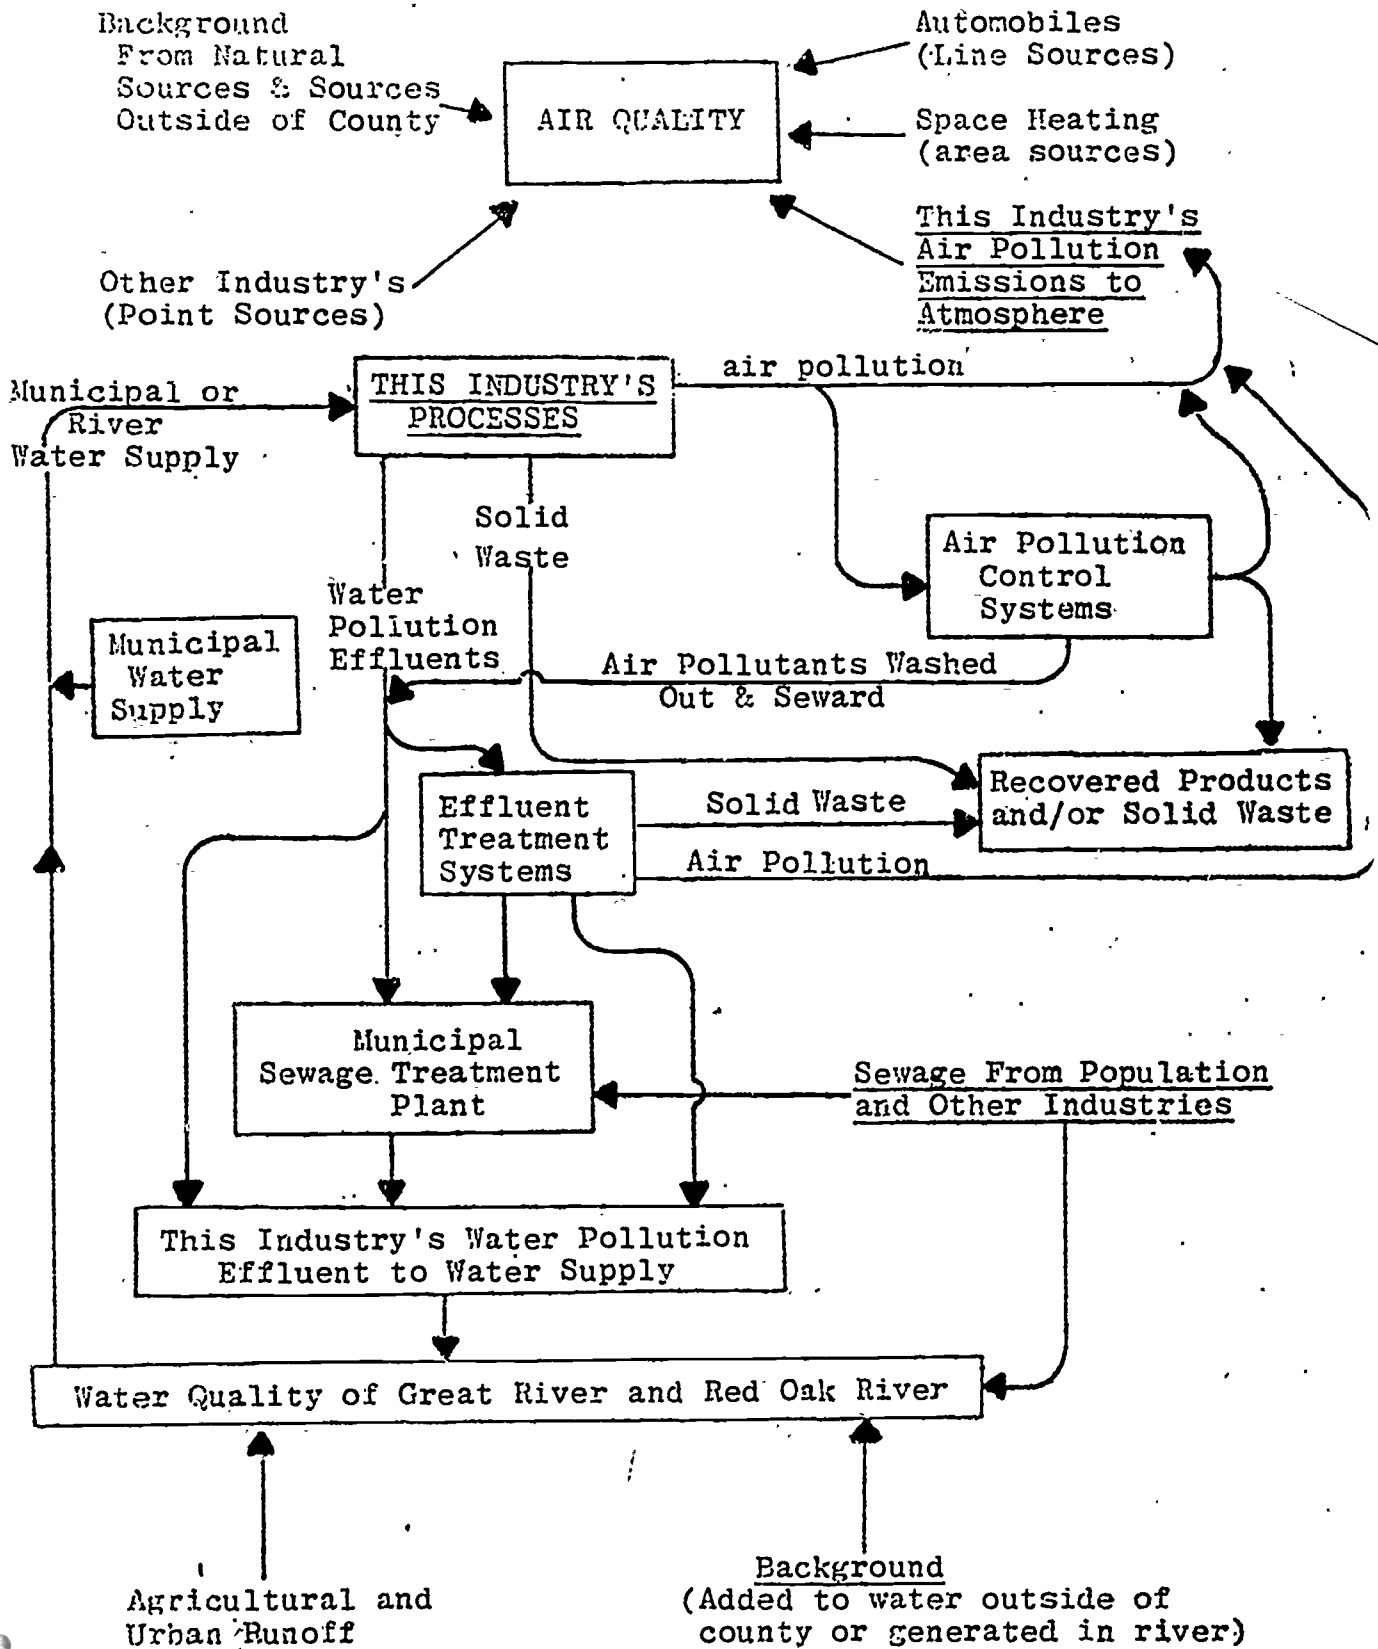 Background
From Natural
Sources & Sources
Outside of County
AIR QUALITY
Automobiles
(Line Sources)
Space Heating
(area sources)
This Industry's
Air Pollution
Emissions to
Atmosphere
Other Industry's
(Point Sources)
Municipal or
River
Water Supply
THIS INDUSTRY'S
PROCESSES
air pollution
Solid
Waste
Air Pollution
Control
Systems
Water
Pollution
Effluents
Municipal
Water
Supply
Air Pollutants Washed
Out & Seward
Recovered Products
and/or Solid Waste
Effluent
Treatment
Systems
Solid Waste
Air Pollution
Municipal
Sewage Treatment
Plant
Sewage From Population
and Other Industries
This Industry's Water Pollution
Effluent to Water Supply
Water Quality of Great River and Red Oak River
Agricultural and
Urban Runoff
Background
(Added to water outside of
county or generated in river)